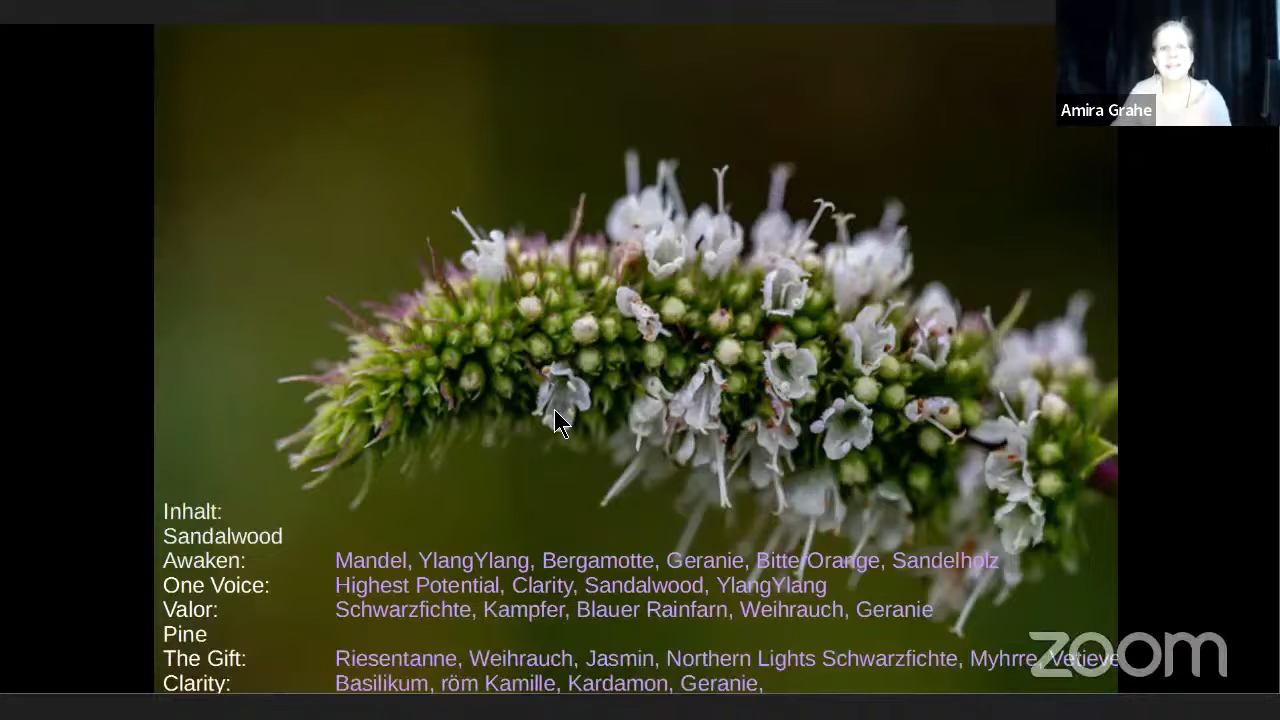 Amira Grahe
Inhalt:
Sandalwood
Awaken: Mandel, YlangYlang, Bergamotte, Geranie, BitterOrange, Sandelholz
One Voice: Highest Potential, Clarity, Sandalwood, YlangYlang
Valor: Schwarzfichte, Kampfer, Blauer Rainfarn, Weihrauch, Geranie
Pine
The Gift: Riesentanne, Weihrauch, Jasmin, Northern Lights Schwarzfichte, Myhrre, Vetieve
Clarity: Basilikum, röm Kamille, Kardamon, Geranie,
zoom